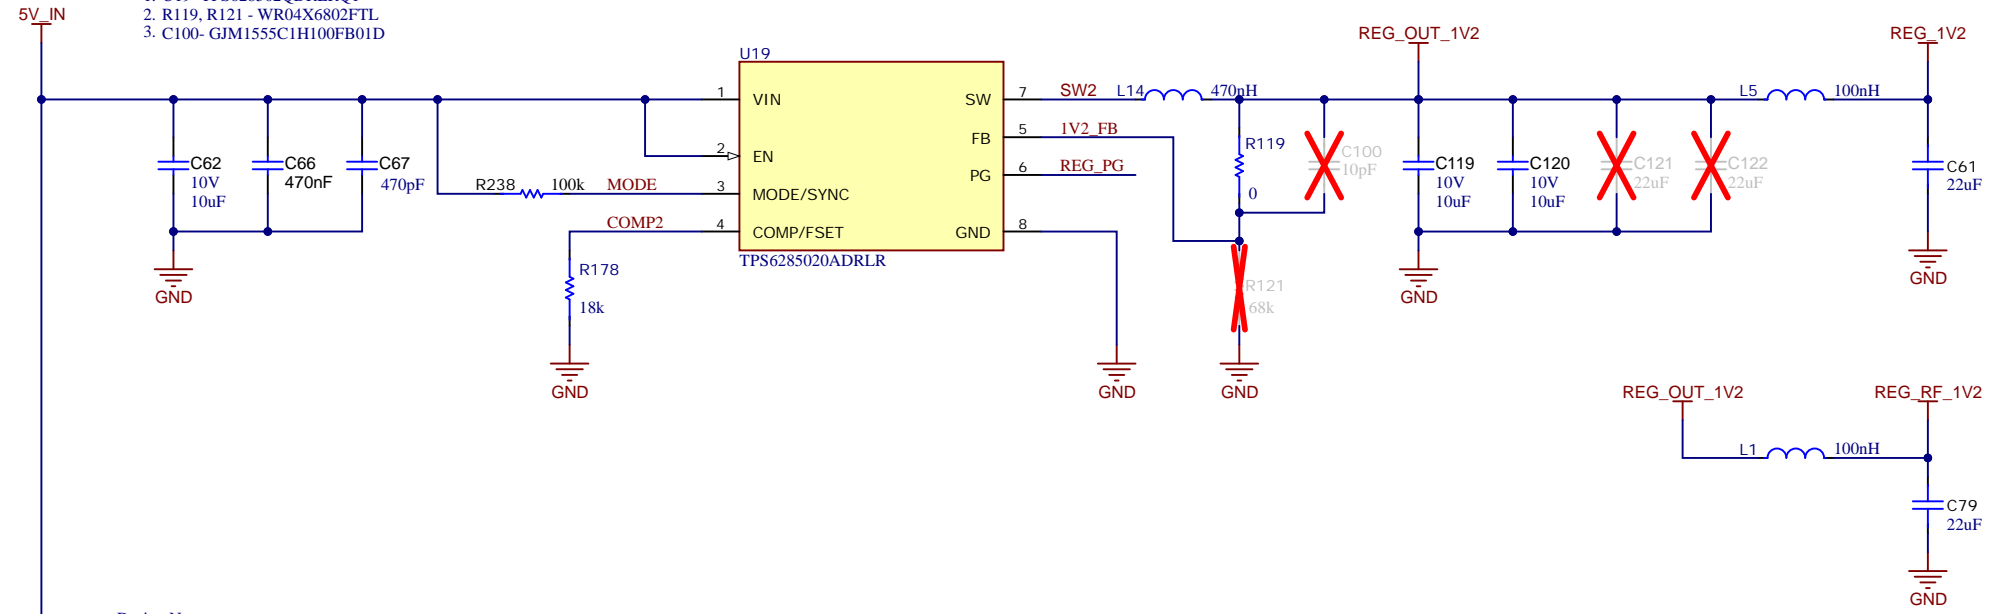 5V_IN
2. R119, R121 - WR04X6802FTL
3. C100- GJM1555C1H100FB01D
U19
REG_OUT_1V2
REG_1V2
1 VIN
SW 7
SW2
L14
470nH
L5
100nH
2 EN
FB 5
1V2_FB
PG 6
REG_PG
R238
100k
MODE
3 MODE/SYNC
COMP2
4 COMP/FSET
GND 8
TPS6285020ADRLR
C62
10V
10uF
C66
470nF
C67
470pF
GND
R178
18k
GND
GND
R119
0
C100
10pF
R121
68k
GND
C119
10V
10uF
C120
10V
10uF
C121
22uF
C122
22uF
GND
C61
22uF
GND
REG_OUT_1V2
REG_RF_1V2
L1
100nH
C79
22uF
GND